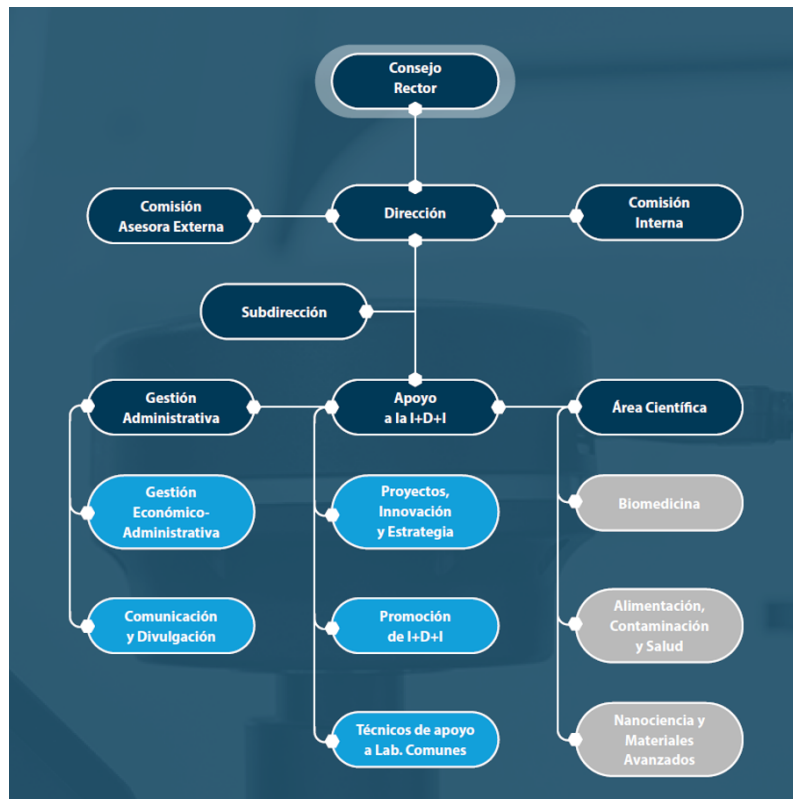 Consejo
Rector
Comisión
Asesora Externa
Dirección
Comisión
Interna
Subdirección
Gestión
Administrativa
Apoyo
a la I+D+I
Área Científica
Gestión
Económico-
Administrativa
Proyectos,
Innovación
y Estrategia
Biomedicina
Comunicación
y Divulgación
Promoción
de I+D+I
Alimentación,
Contaminación
y Salud
Técnicos de apoyo
a Lab. Comunes
Nanociencia y
Materiales
Avanzados